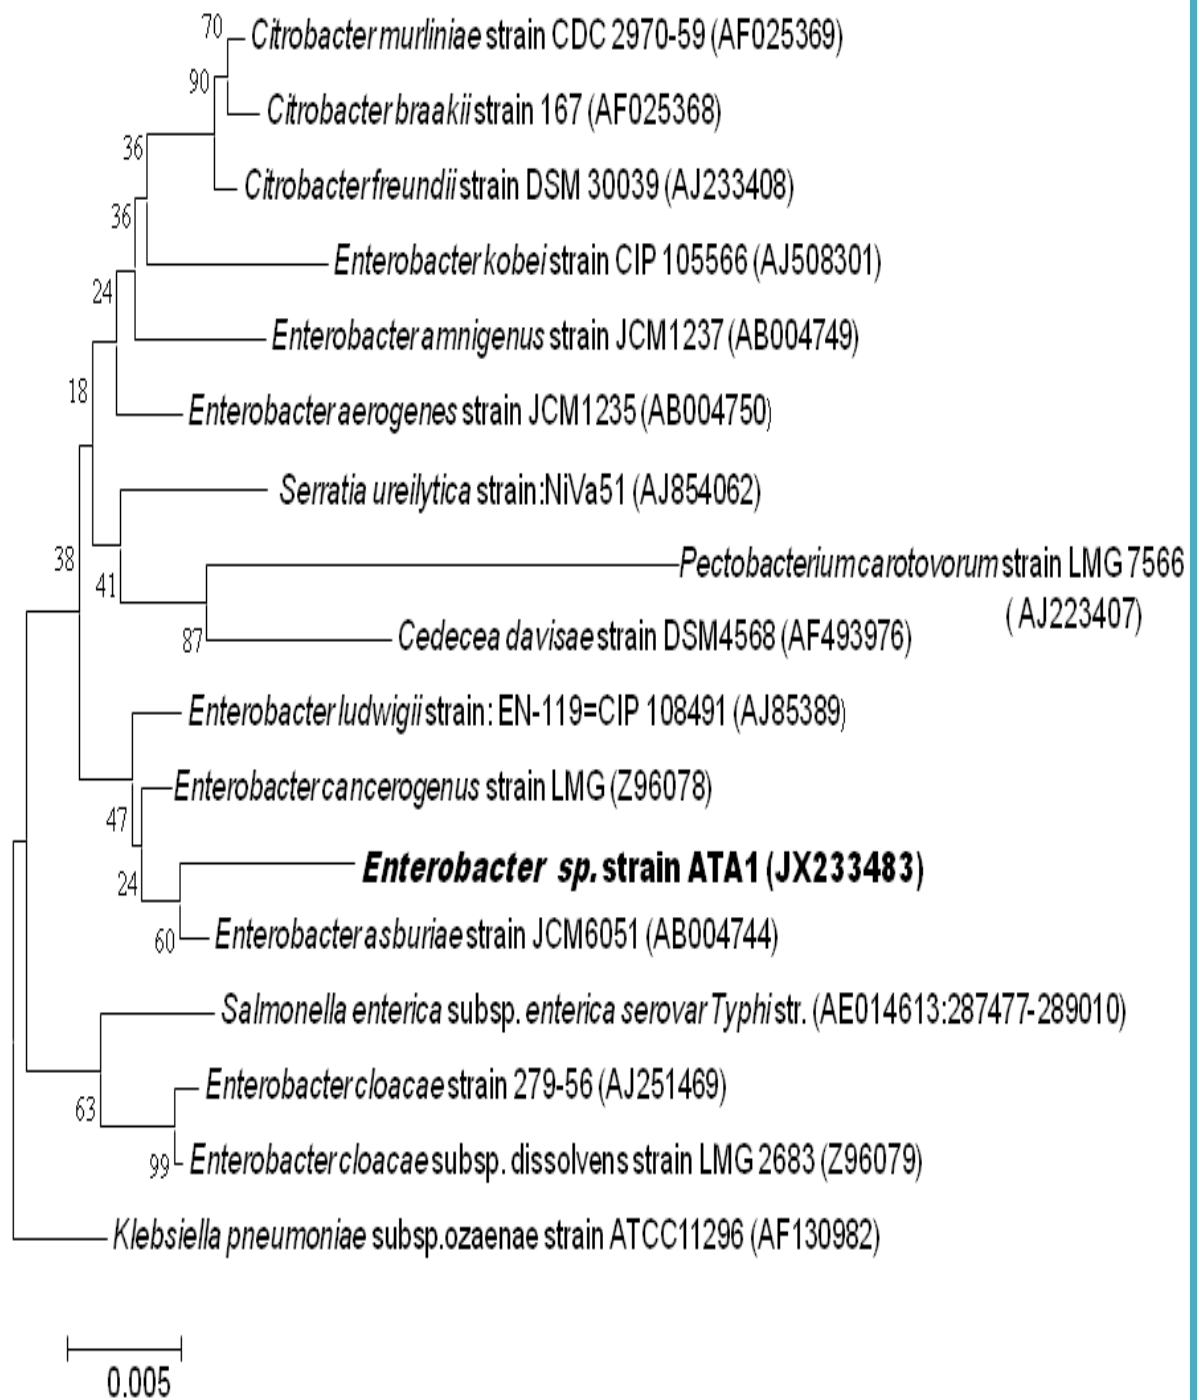 70
Citrobacter murliniae strain CDC 2970-59 (AF025369)
90
Citrobacter braakii strain 167 (AF025368)
36
Citrobacter freundii strain DSM 30039 (AJ233408)
36
Enterobacter kobei strain CIP 105566 (AJ508301)
24
Enterobacter amnigenus strain JCM1237 (AB004749)
18
Enterobacter aerogenes strain JCM1235 (AB004750)
Serratia ureilytica strain:NiVa51 (AJ854062)
38
Pectobacterium carotovorum strain LMG 7566
(AJ223407)
41
87
Cedecea davisae strain DSM4568 (AF493976)
Enterobacter ludwigii strain: EN-119=CIP 108491 (AJ85389)
Enterobacter cancerogenus strain LMG (Z96078)
47
Enterobacter sp. strain ATA1 (JX233483)
24
60
Enterobacter asburiae strain JCM6051 (AB004744)
Salmonella enterica subsp. enterica serovar Typhi str. (AE014613:287477-289010)
Enterobacter cloacae strain 279-56 (AJ251469)
63
99
Enterobacter cloacae subsp. dissolvens strain LMG 2683 (Z96079)
Klebsiella pneumoniae subsp.ozaenae strain ATCC11296 (AF130982)
0.005